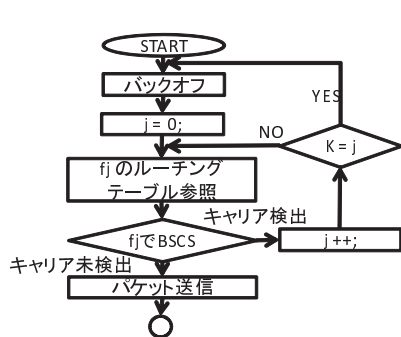 START
バックオフ
YES
j = 0;
NO
K = j
fj のルーチング
テーブル参照
キャリア検出
fjでBSCS
j ++;
キャリア未検出
パケット送信